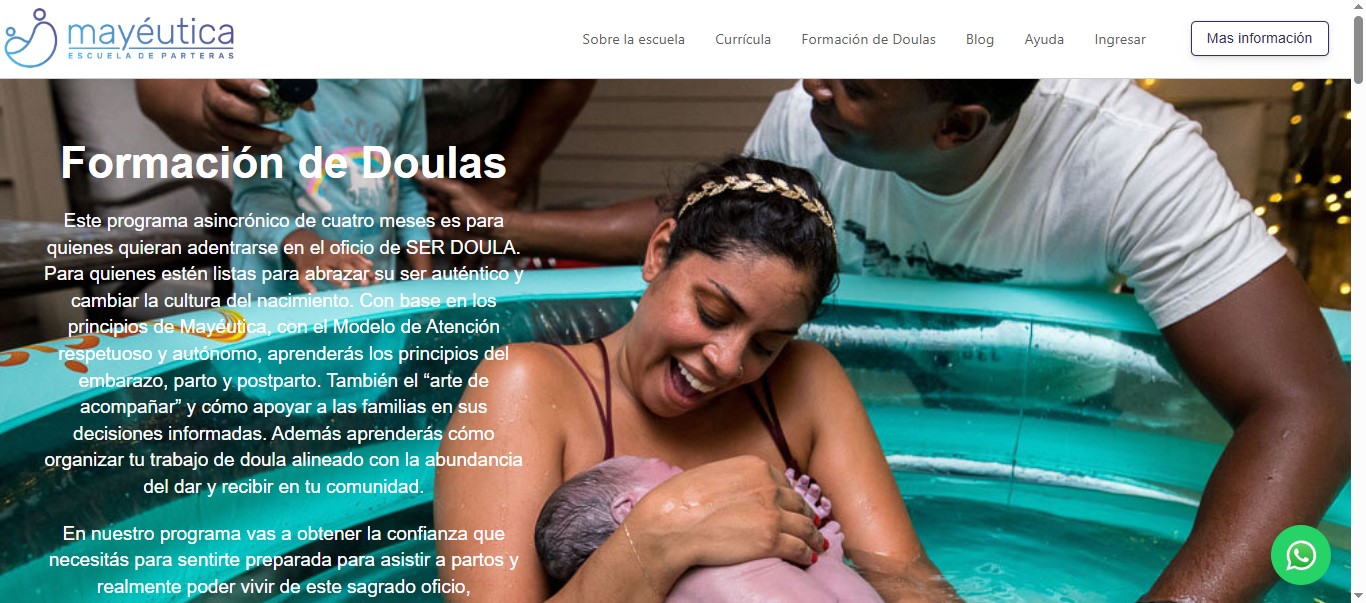 mayéutica
ESCUELA DE PARTERAS
Sobre la escuela
Currícula
Formación de Doulas
Blog
Ayuda
Ingresar
Mas información
Formación de Doulas
Este programa asincrónico de cuatro meses es para
quienes quieran adentrarse en el oficio de SER DOULA.
Para quienes estén listas para abrazar su ser auténtico y
cambiar la cultura del nacimiento. Con base en los
principios de Mayéutica, con el Modelo de Atención
respetuoso y autónomo, aprenderás los principios del
embarazo, parto y postparto. También el “arte de
acompañar” y cómo apoyar a las familias en sus
decisiones informadas. Además aprenderás cómo
organizar tu trabajo de doula alineado con la abundancia
del dar y recibir en tu comunidad.
En nuestro programa vas a obtener la confianza que
necesitás para sentirte preparada para asistir a partos y
realmente poder vivir de este sagrado oficio,